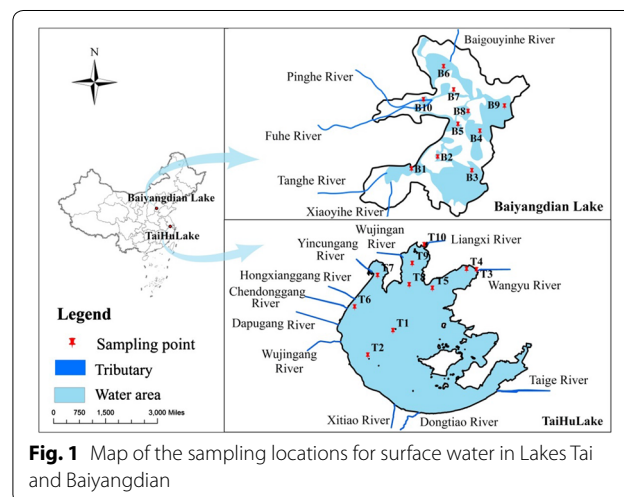 N
Baiyangdian Lake
TaiHuLake
Legend
Sampling point
Tributary
Water area
0 750 1,500 3,000 Miles
Baigouyinhe River
Pinghe River
Fuhe River
Tanghe River
Xiaoyihe River
B6
B7
B10
B8
B9
B5
B4
B2
B1
B3
Baiyangdian Lake
Wujingan
River
Yincungang
River
Hongxianggang River
Chendonggang
River
Dapugang River
Wujingang
River
T10
Liangxi River
T9
T7
T4
T3
Wangyu River
T8
T5
T6
T1
T2
Taige River
Xitiao River
Dongtiao River
TaiHuLake
Fig. 1 Map of the sampling locations for surface water in Lakes Tai
and Baiyangdian